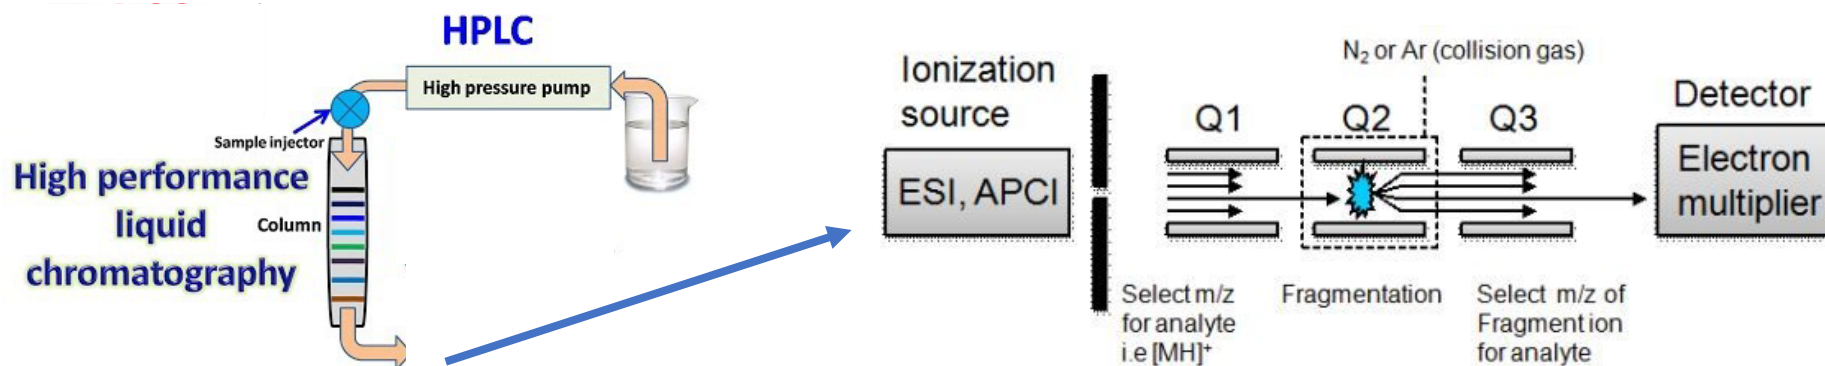 HPLC
High pressure pump
Sample injector
High performance
liquid
chromatography
Column
Ionization
source
ESI, APCI
N₂ or Ar (collision gas)
Q1
Q2
Q3
Detector
Electron
multiplier
Select m/z
for analyte
i.e [MH]⁺
Fragmentation
Select m/z of
Fragment ion
for analyte